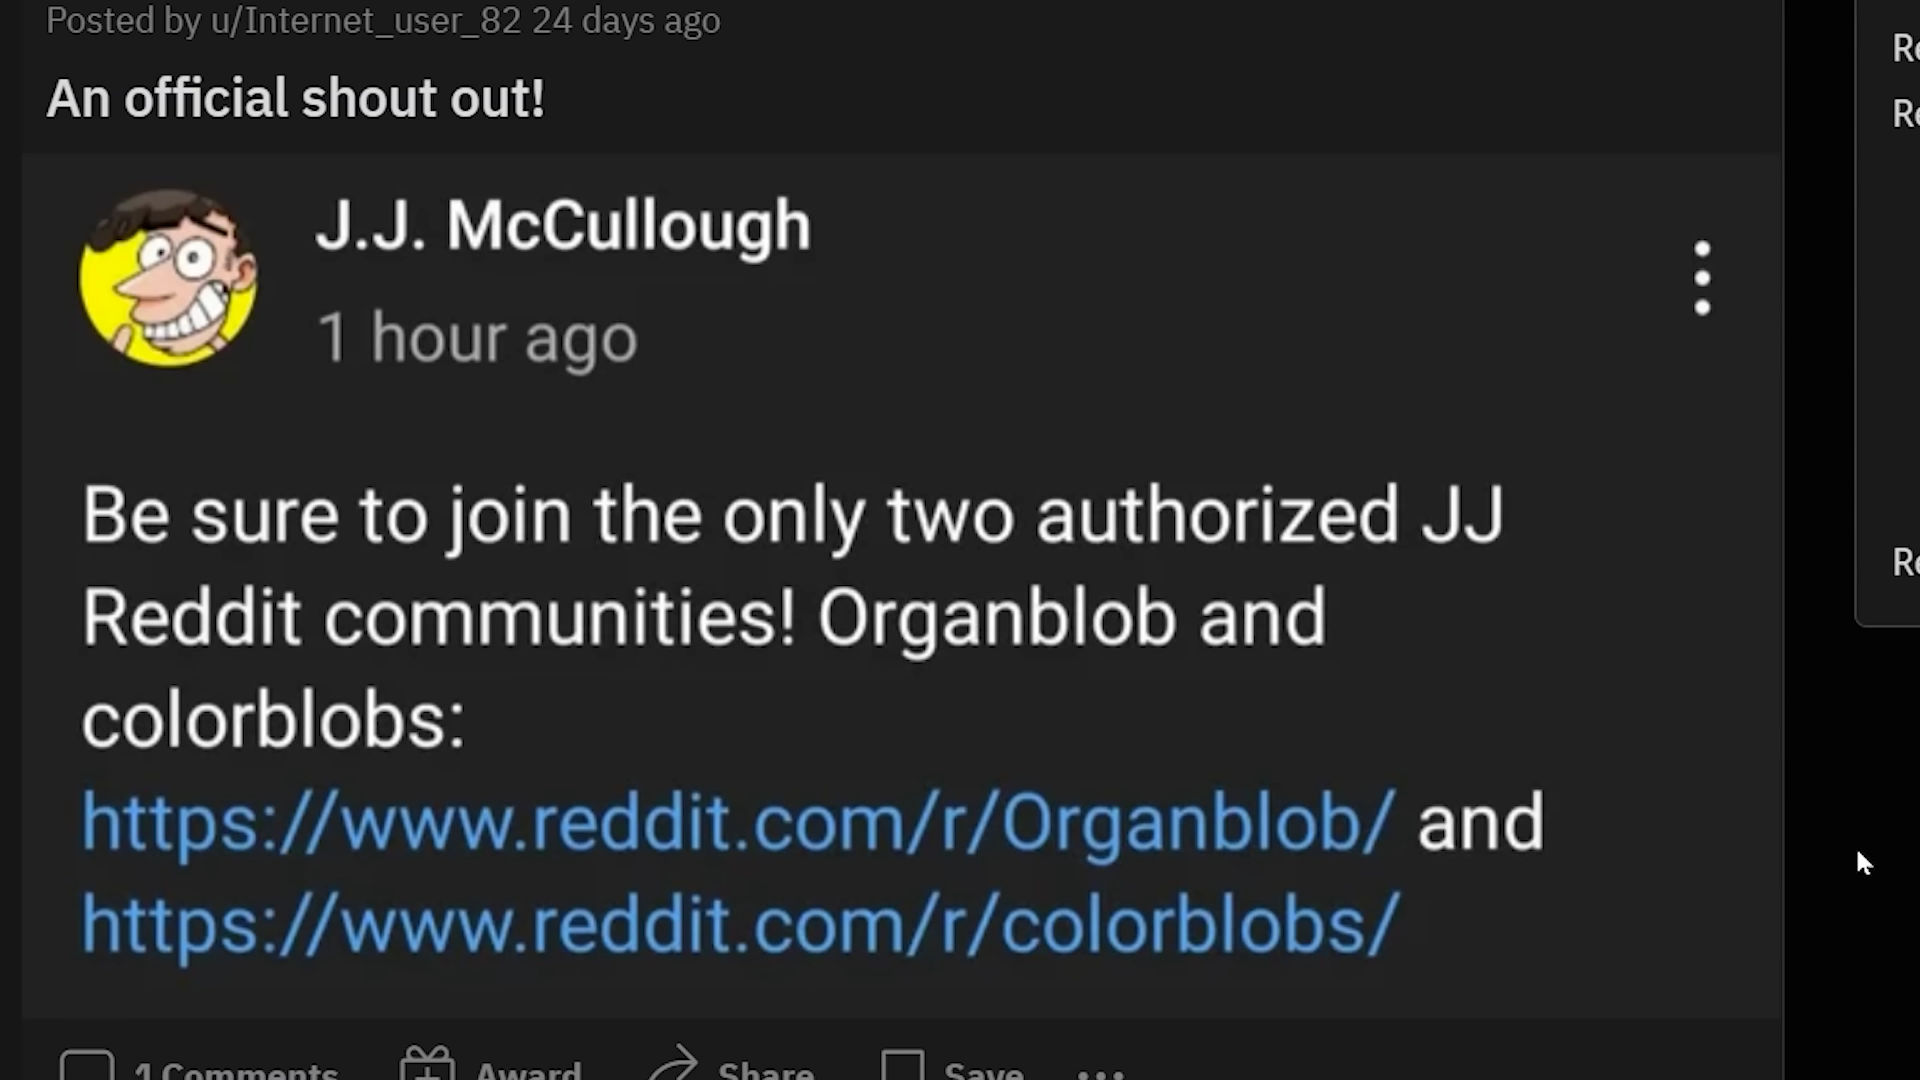 Posted by u/Internet_user_82 24 days ago
An official shout out!
J.J. McCullough
1 hour ago
Be sure to join the only two authorized JJ
Reddit communities! Organblob and
colorblobs:
https://www.reddit.com/r/Organblob/ and
https://www.reddit.com/r/colorblobs/
1 Comments Award Share Save